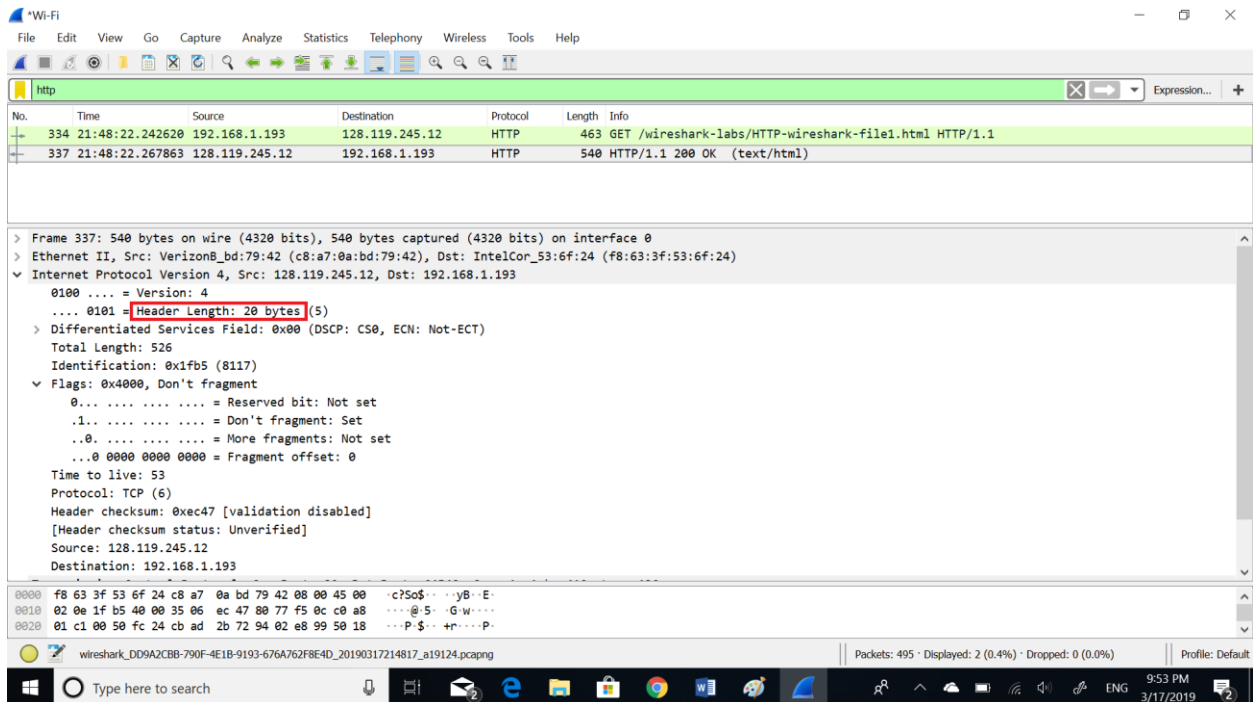 *Wi-Fi
File Edit View Go Capture Analyze Statistics Telephony Wireless Tools Help
http Expression... +
No. Time Source Destination Protocol Length Info
334 21:48:22.242620 192.168.1.193 128.119.245.12 HTTP 463 GET /wireshark-labs/HTTP-wireshark-file1.html HTTP/1.1
337 21:48:22.267863 128.119.245.12 192.168.1.193 HTTP 540 HTTP/1.1 200 OK (text/html)
> Frame 337: 540 bytes on wire (4320 bits), 540 bytes captured (4320 bits) on interface 0
> Ethernet II, Src: VerizonB_bd:79:42 (c8:a7:0a:bd:79:42), Dst: IntelCor_53:6f:24 (f8:63:3f:53:6f:24)
Internet Protocol Version 4, Src: 128.119.245.12, Dst: 192.168.1.193
0100 .... = Version: 4
.... 0101 = Header Length: 20 bytes (5)
> Differentiated Services Field: 0x00 (DSCP: CS0, ECN: Not-ECT)
Total Length: 526
Identification: 0x1fb5 (8117)
Flags: 0x4000, Don't fragment
0... .... .... .... = Reserved bit: Not set
.1.. .... .... .... = Don't fragment: Set
..0. .... .... .... = More fragments: Not set
...0 0000 0000 0000 = Fragment offset: 0
Time to live: 53
Protocol: TCP (6)
Header checksum: 0xec47 [validation disabled]
[Header checksum status: Unverified]
Source: 128.119.245.12
Destination: 192.168.1.193
0000 f8 63 3f 53 6f 24 c8 a7 0a bd 79 42 08 00 45 00 ·c?So$·· ··yB··E·
0010 02 0e 1f b5 40 00 35 06 ec 47 80 77 f5 0c c0 a8 ····@·5· ·G·w····
0020 01 c1 00 50 fc 24 cb ad 2b 72 94 02 e8 99 50 18 ···P·$·· +r····P·
wireshark_DD9A2CBB-790F-4E1B-9193-676A762F8E4D_20190317214817_a19124.pcapng Packets: 495 · Displayed: 2 (0.4%) · Dropped: 0 (0.0%) Profile: Default
Type here to search ENG 9:53 PM
3/17/2019